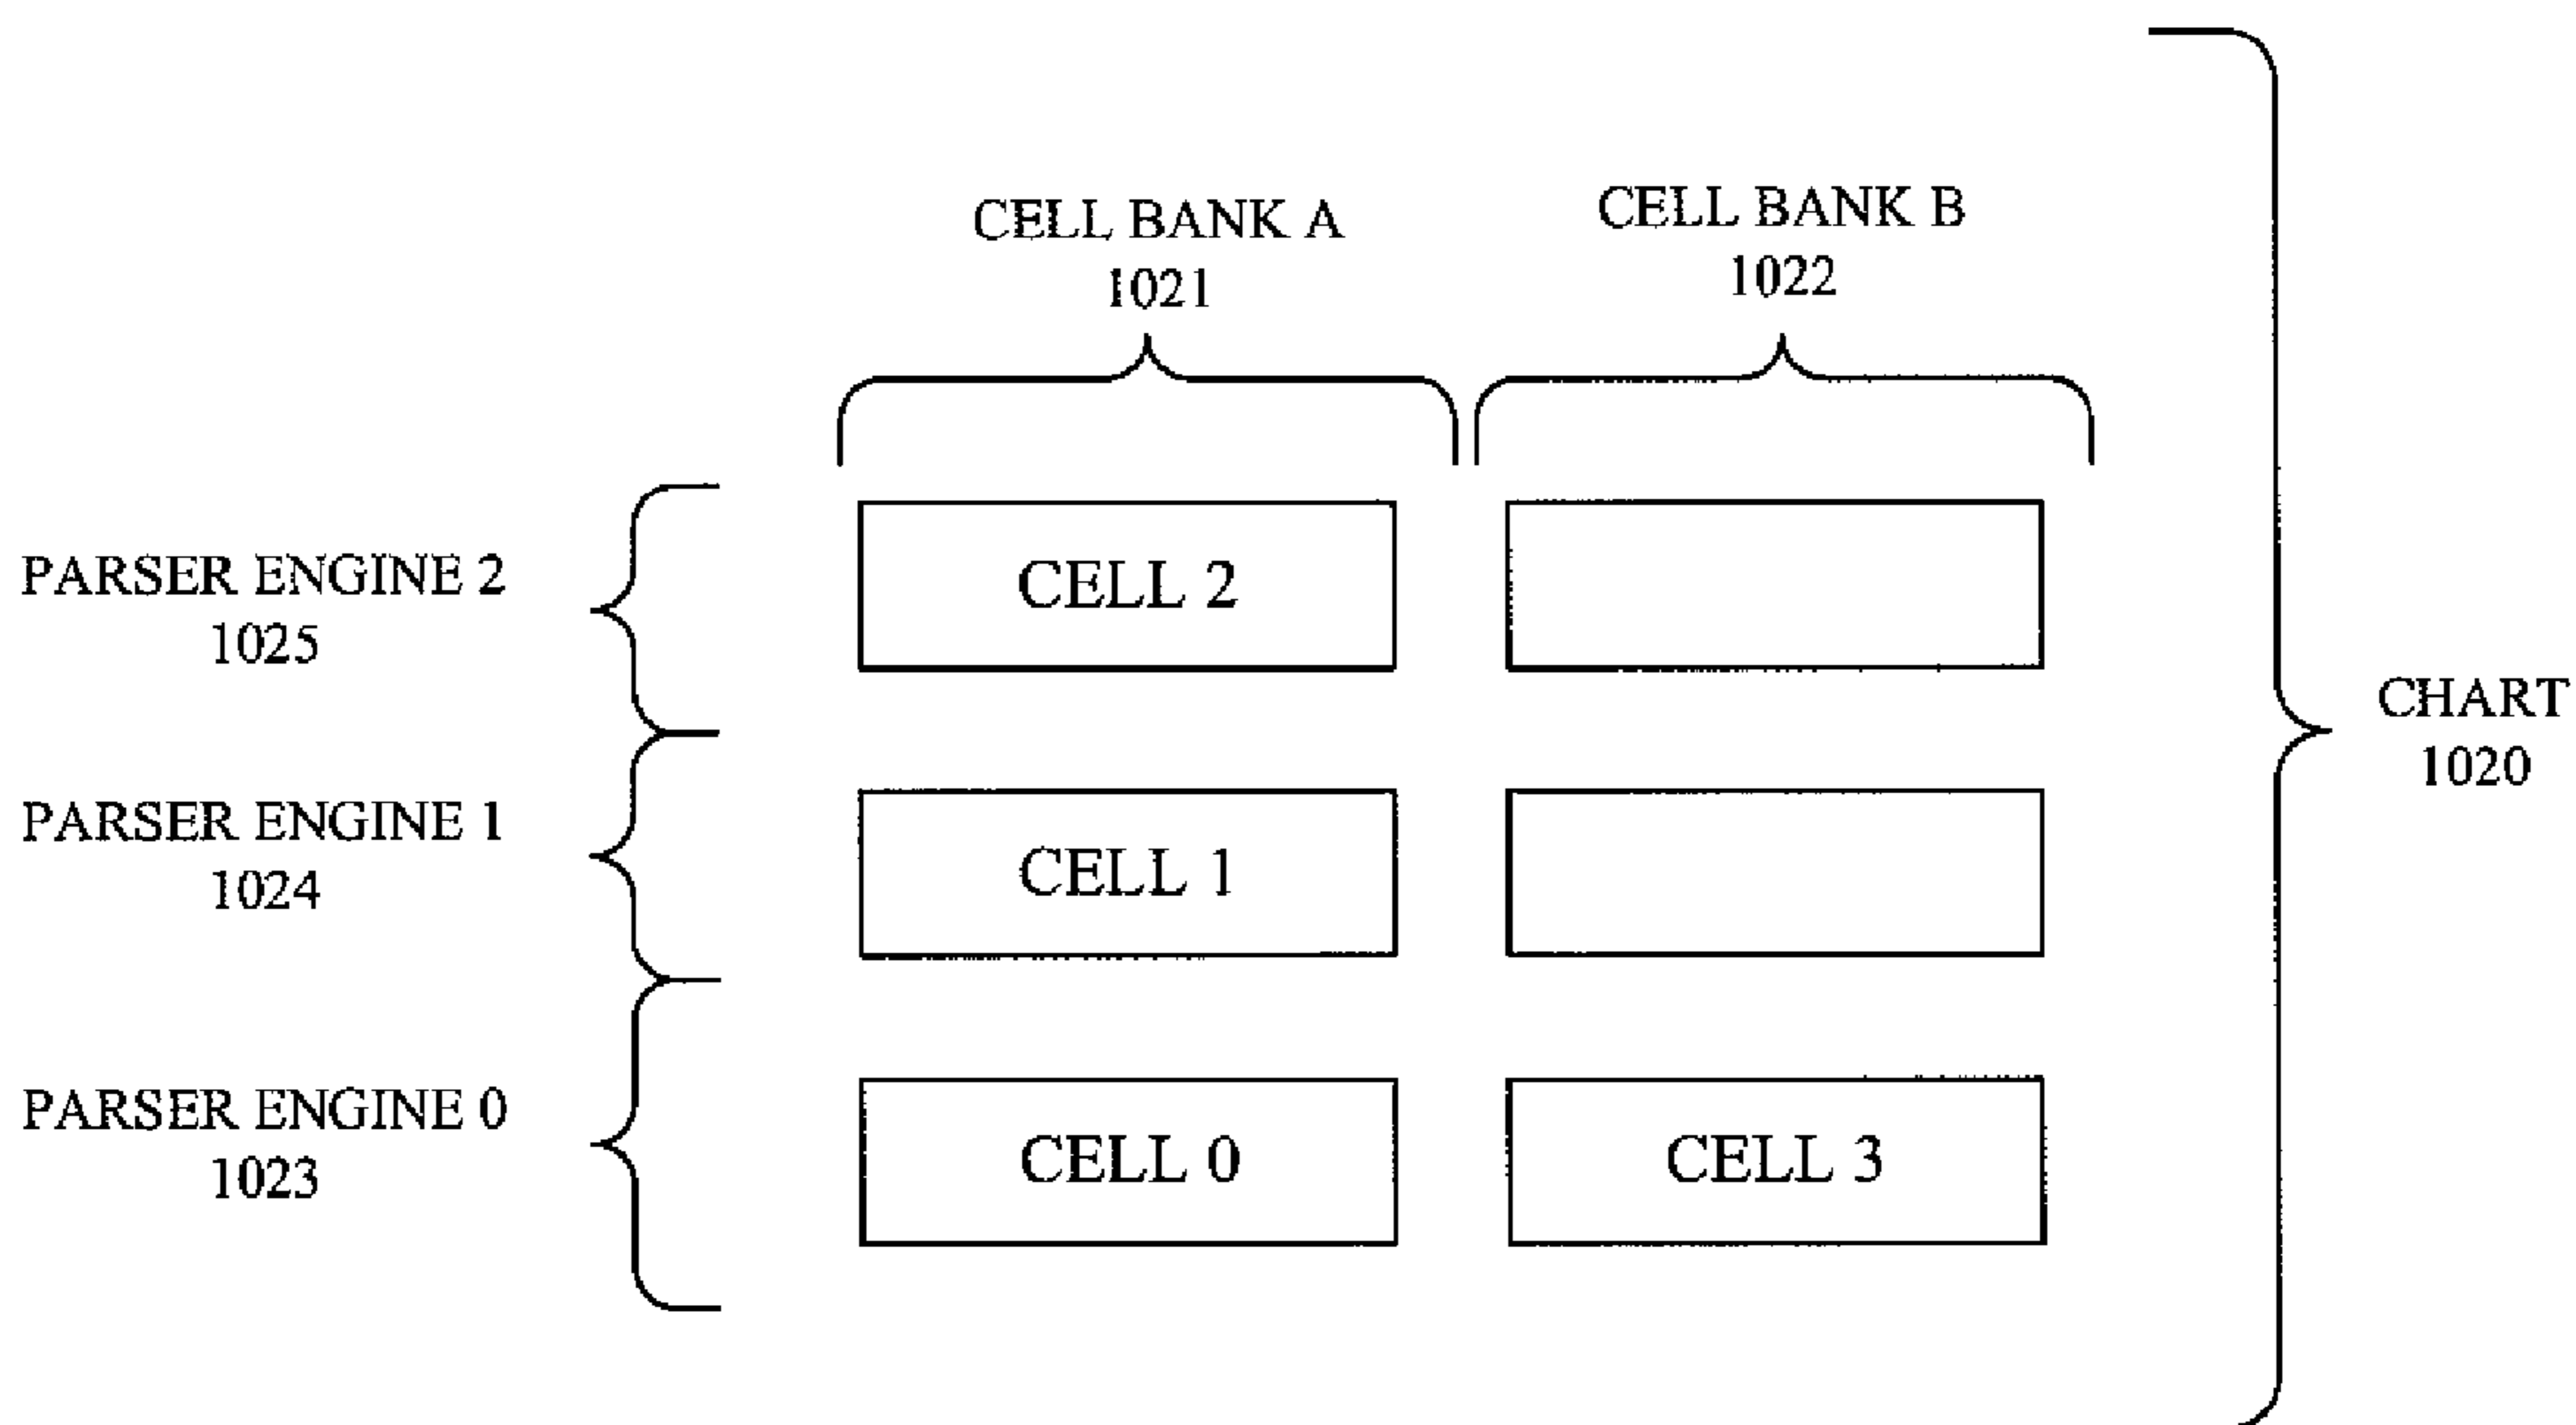 CELL BANK A
1021
CELL BANK B
1022
PARSER ENGINE 2
1025
CELL 2
CHART
1020
PARSER ENGINE 1
1024
CELL 1
PARSER ENGINE 0
1023
CELL 0
CELL 3